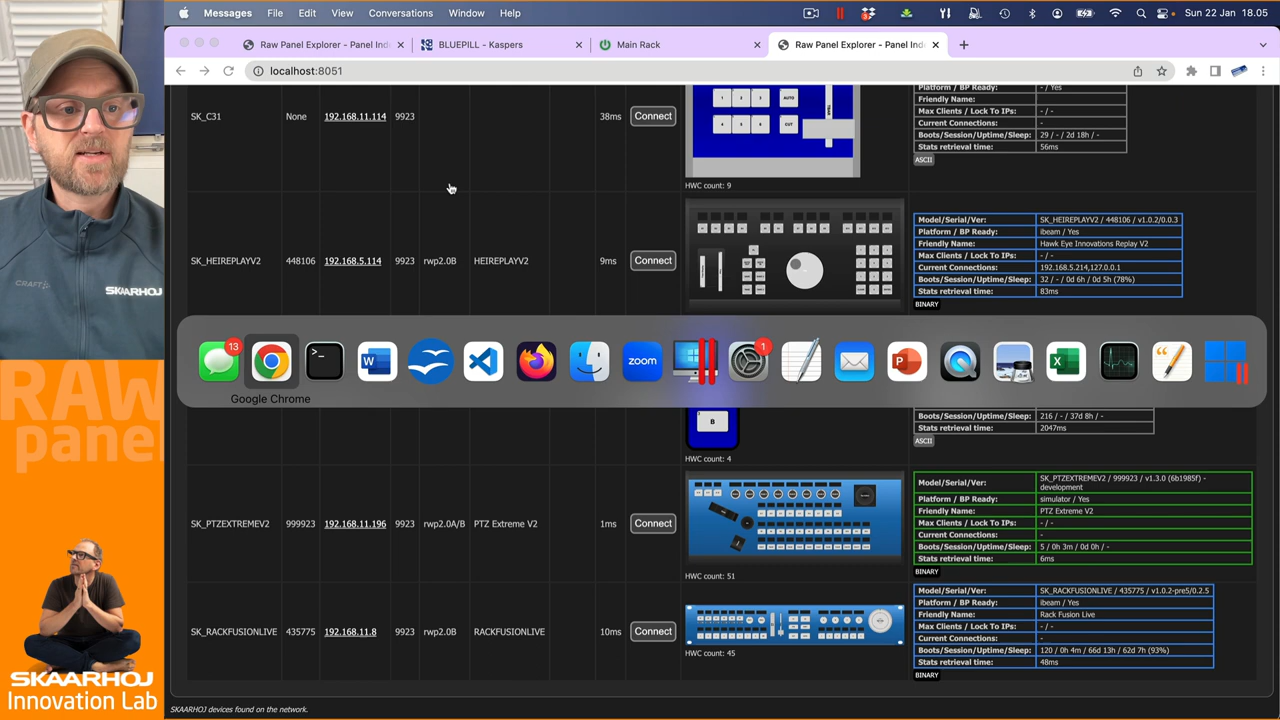 Messages File Edit View Conversations Window Help
3
Sun 22 Jan 18.05
Raw Panel Explorer - Panel Ind
BLUEPILL - Kaspers
Main Rack
Raw Panel Explorer - Panel Ind
localhost:8051
SK_C31 None 192.168.11.114 9923 38ms Connect
1 2 3 AUTO
4 5 6 CUT
HWC count: 9
Platform / BP Ready: - / Yes
Friendly Name:
Max Clients / Lock To IPs: - / -
Current Connections: -
Boots/Session/Uptime/Sleep: 29 / - / 2d 18h / -
Stats retrieval time: 56ms
ASCII
SK_HEIREPLAYV2 448106 192.168.5.114 9923 rwp2.0B HEIREPLAYV2 9ms Connect
Model/Serial/Ver: SK_HEIREPLAYV2 / 448106 / v1.0.2/0.0.3
Platform / BP Ready: ibeam / Yes
Friendly Name: Hawk Eye Innovations Replay V2
Max Clients / Lock To IPs: - / -
Current Connections: 192.168.5.214,127.0.0.1
Boots/Session/Uptime/Sleep: 32 / - / 0d 6h / 0d 5h (78%)
Stats retrieval time: 83ms
BINARY
13
zoom
1
Google Chrome
B
HWC count: 4
Boots/Session/Uptime/Sleep: 216 / - / 37d 8h / -
Stats retrieval time: 2047ms
ASCII
SK_PTZEXTREMEV2 999923 192.168.11.196 9923 rwp2.0A/B PTZ Extreme V2 1ms Connect
HWC count: 51
Model/Serial/Ver: SK_PTZEXTREMEV2 / 999923 / v1.3.0 (6b1985f) -
development
Platform / BP Ready: simulator / Yes
Friendly Name: PTZ Extreme V2
Max Clients / Lock To IPs: - / -
Current Connections: -
Boots/Session/Uptime/Sleep: 5 / 0h 3m / 0d 0h / -
Stats retrieval time: 6ms
BINARY
SK_RACKFUSIONLIVE 435775 192.168.11.8 9923 rwp2.0B RACKFUSIONLIVE 10ms Connect
HWC count: 45
Model/Serial/Ver: SK_RACKFUSIONLIVE / 435775 / v1.0.2-pre5/0.2.5
Platform / BP Ready: ibeam / Yes
Friendly Name: Rack Fusion Live
Max Clients / Lock To IPs: - / -
Current Connections: -
Boots/Session/Uptime/Sleep: 120 / 0h 4m / 66d 13h / 62d 7h (93%)
Stats retrieval time: 48ms
BINARY
SKAARHOJ devices found on the network.
CRAFT
SKAARHOJ
RAW
panel
SKAARHOJ
Innovation Lab